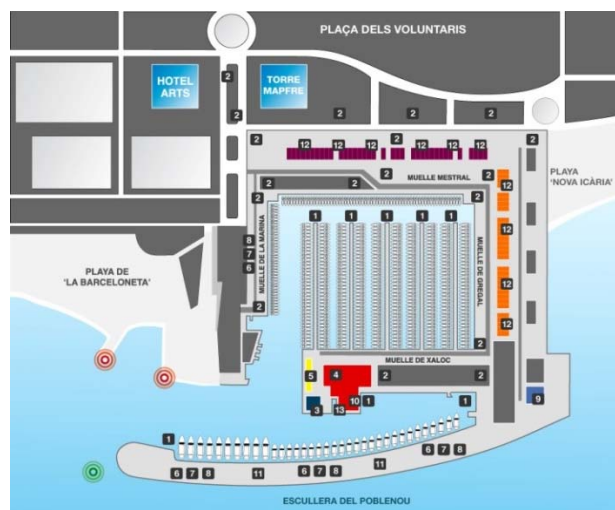 PLAÇA DELS VOLUNTARIS
HOTEL
ARTS
TORRE
MAPFRE
2
2
2 2 2
2 2 2
12 12 12 12 12 12
PLAYA
'NOVA ICÀRIA'
MUELLE MESTRAL
2 2 2 2
12
2 2
1 1 1 1 1
MUELLE DE LA MARINA
8
7
6
MUELLE DE GREGAL
12
PLAYA DE
'LA BARCELONETA'
2
12
12
2
MUELLE DE XALOC
5 4 2 2
3 13 10 1 1
9
1
6 7 8 11 6 7 8 11 6 7 8
ESCULLERA DEL POBLENOU